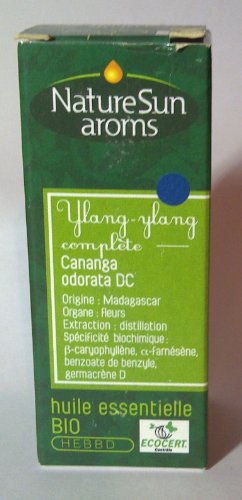 NatureSun
aroms
Ylang-ylang
complète
Cananga
odorata DC
Origine : Madagascar
Organe : fleurs
Extraction : distillation
Spécificité biochimique :
β-caryophyllène, α-farnésène,
benzoate de benzyle,
germacrène D
huile essentielle
BIO
HEBBD
ECOCERT
Contrôle